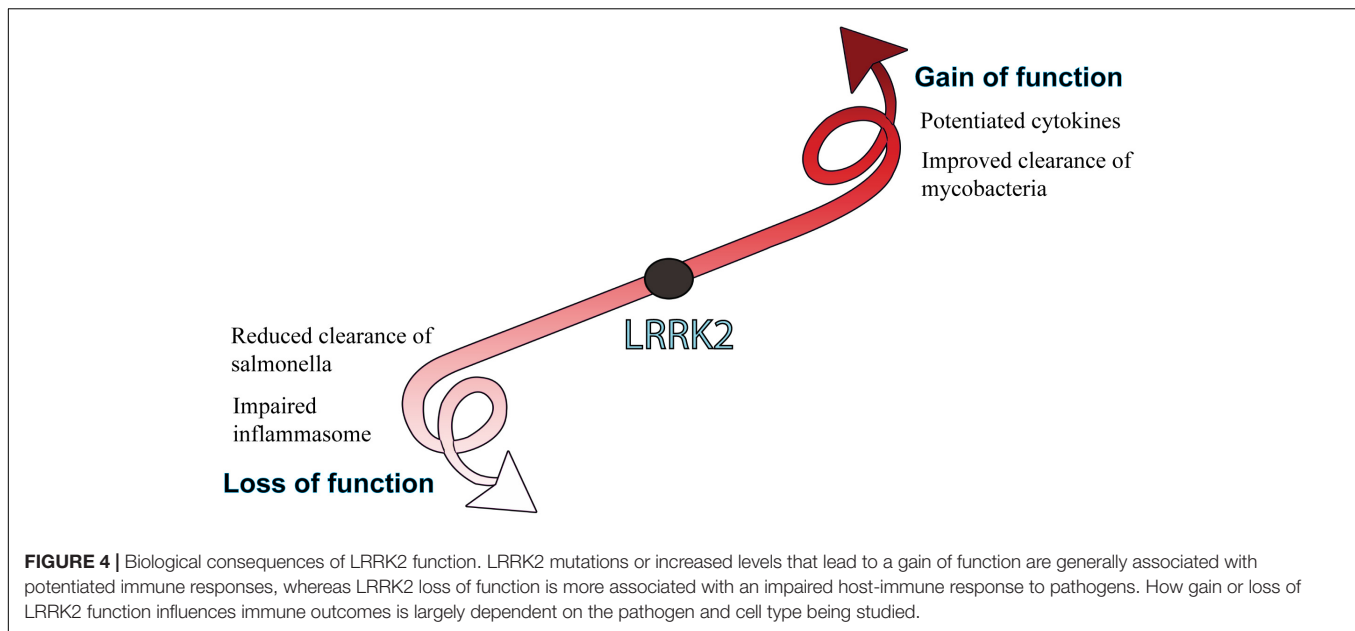 Gain of function
Potentiated cytokines
Improved clearance of
mycobacteria
LRRK2
Reduced clearance of
salmonella
Impaired
inflammasome
Loss of function
FIGURE 4 | Biological consequences of LRRK2 function. LRRK2 mutations or increased levels that lead to a gain of function are generally associated with
potentiated immune responses, whereas LRRK2 loss of function is more associated with an impaired host-immune response to pathogens. How gain or loss of
LRRK2 function influences immune outcomes is largely dependent on the pathogen and cell type being studied.